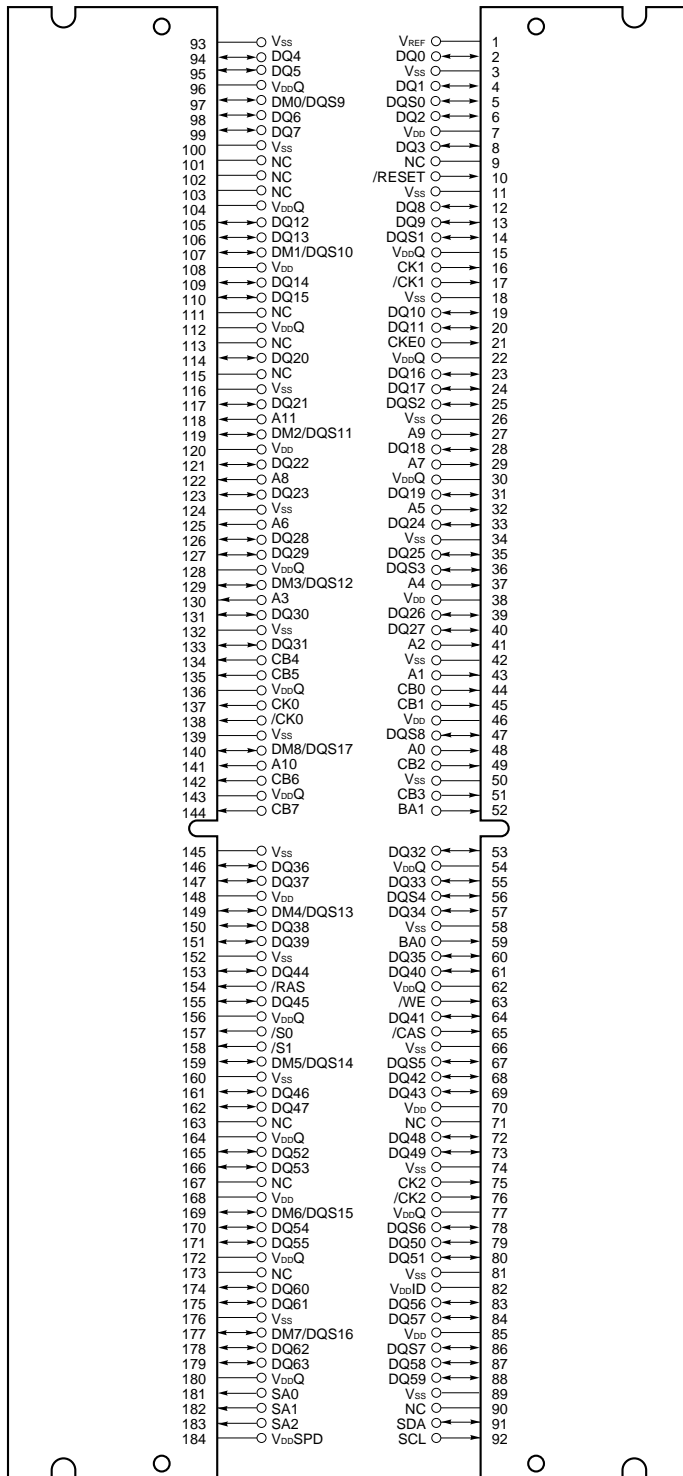 93 VSS VREF 1
94 DQ4 DQ0 2
95 DQ5 VSS 3
96 VDDQ DQ1 4
97 DM0/DQS9 DQS0 5
98 DQ6 DQ2 6
99 DQ7 VDD 7
100 VSS DQ3 8
101 NC NC 9
102 NC /RESET 10
103 NC VSS 11
104 VDDQ DQ8 12
105 DQ12 DQ9 13
106 DQ13 DQS1 14
107 DM1/DQS10 VDDQ 15
108 VDD CK1 16
109 DQ14 /CK1 17
110 DQ15 VSS 18
111 NC DQ10 19
112 VDDQ DQ11 20
113 NC CKE0 21
114 DQ20 VDDQ 22
115 NC DQ16 23
116 VSS DQ17 24
117 DQ21 DQS2 25
118 A11 VSS 26
119 DM2/DQS11 A9 27
120 VDD DQ18 28
121 DQ22 A7 29
122 A8 VDDQ 30
123 DQ23 DQ19 31
124 VSS A5 32
125 A6 DQ24 33
126 DQ28 VSS 34
127 DQ29 DQ25 35
128 VDDQ DQS3 36
129 DM3/DQS12 A4 37
130 A3 VDD 38
131 DQ30 DQ26 39
132 VSS DQ27 40
133 DQ31 A2 41
134 CB4 VSS 42
135 CB5 A1 43
136 VDDQ CB0 44
137 CK0 CB1 45
138 /CK0 VDD 46
139 VSS DQS8 47
140 DM8/DQS17 A0 48
141 A10 CB2 49
142 CB6 VSS 50
143 VDDQ CB3 51
144 CB7 BA1 52
145 VSS DQ32 53
146 DQ36 VDDQ 54
147 DQ37 DQ33 55
148 VDD DQS4 56
149 DM4/DQS13 DQ34 57
150 DQ38 VSS 58
151 DQ39 BA0 59
152 VSS DQ35 60
153 DQ44 DQ40 61
154 /RAS VDDQ 62
155 DQ45 /WE 63
156 VDDQ DQ41 64
157 /S0 /CAS 65
158 /S1 VSS 66
159 DM5/DQS14 DQS5 67
160 VSS DQ42 68
161 DQ46 DQ43 69
162 DQ47 VDD 70
163 NC NC 71
164 VDDQ DQ48 72
165 DQ52 DQ49 73
166 DQ53 VSS 74
167 NC CK2 75
168 VDD /CK2 76
169 DM6/DQS15 VDDQ 77
170 DQ54 DQS6 78
171 DQ55 DQ50 79
172 VDDQ DQ51 80
173 NC VSS 81
174 DQ60 VDDID 82
175 DQ61 DQ56 83
176 VSS DQ57 84
177 DM7/DQS16 VDD 85
178 DQ62 DQS7 86
179 DQ63 DQ58 87
180 VDDQ DQ59 88
181 SA0 VSS 89
182 SA1 NC 90
183 SA2 SDA 91
184 VDDSPD SCL 92